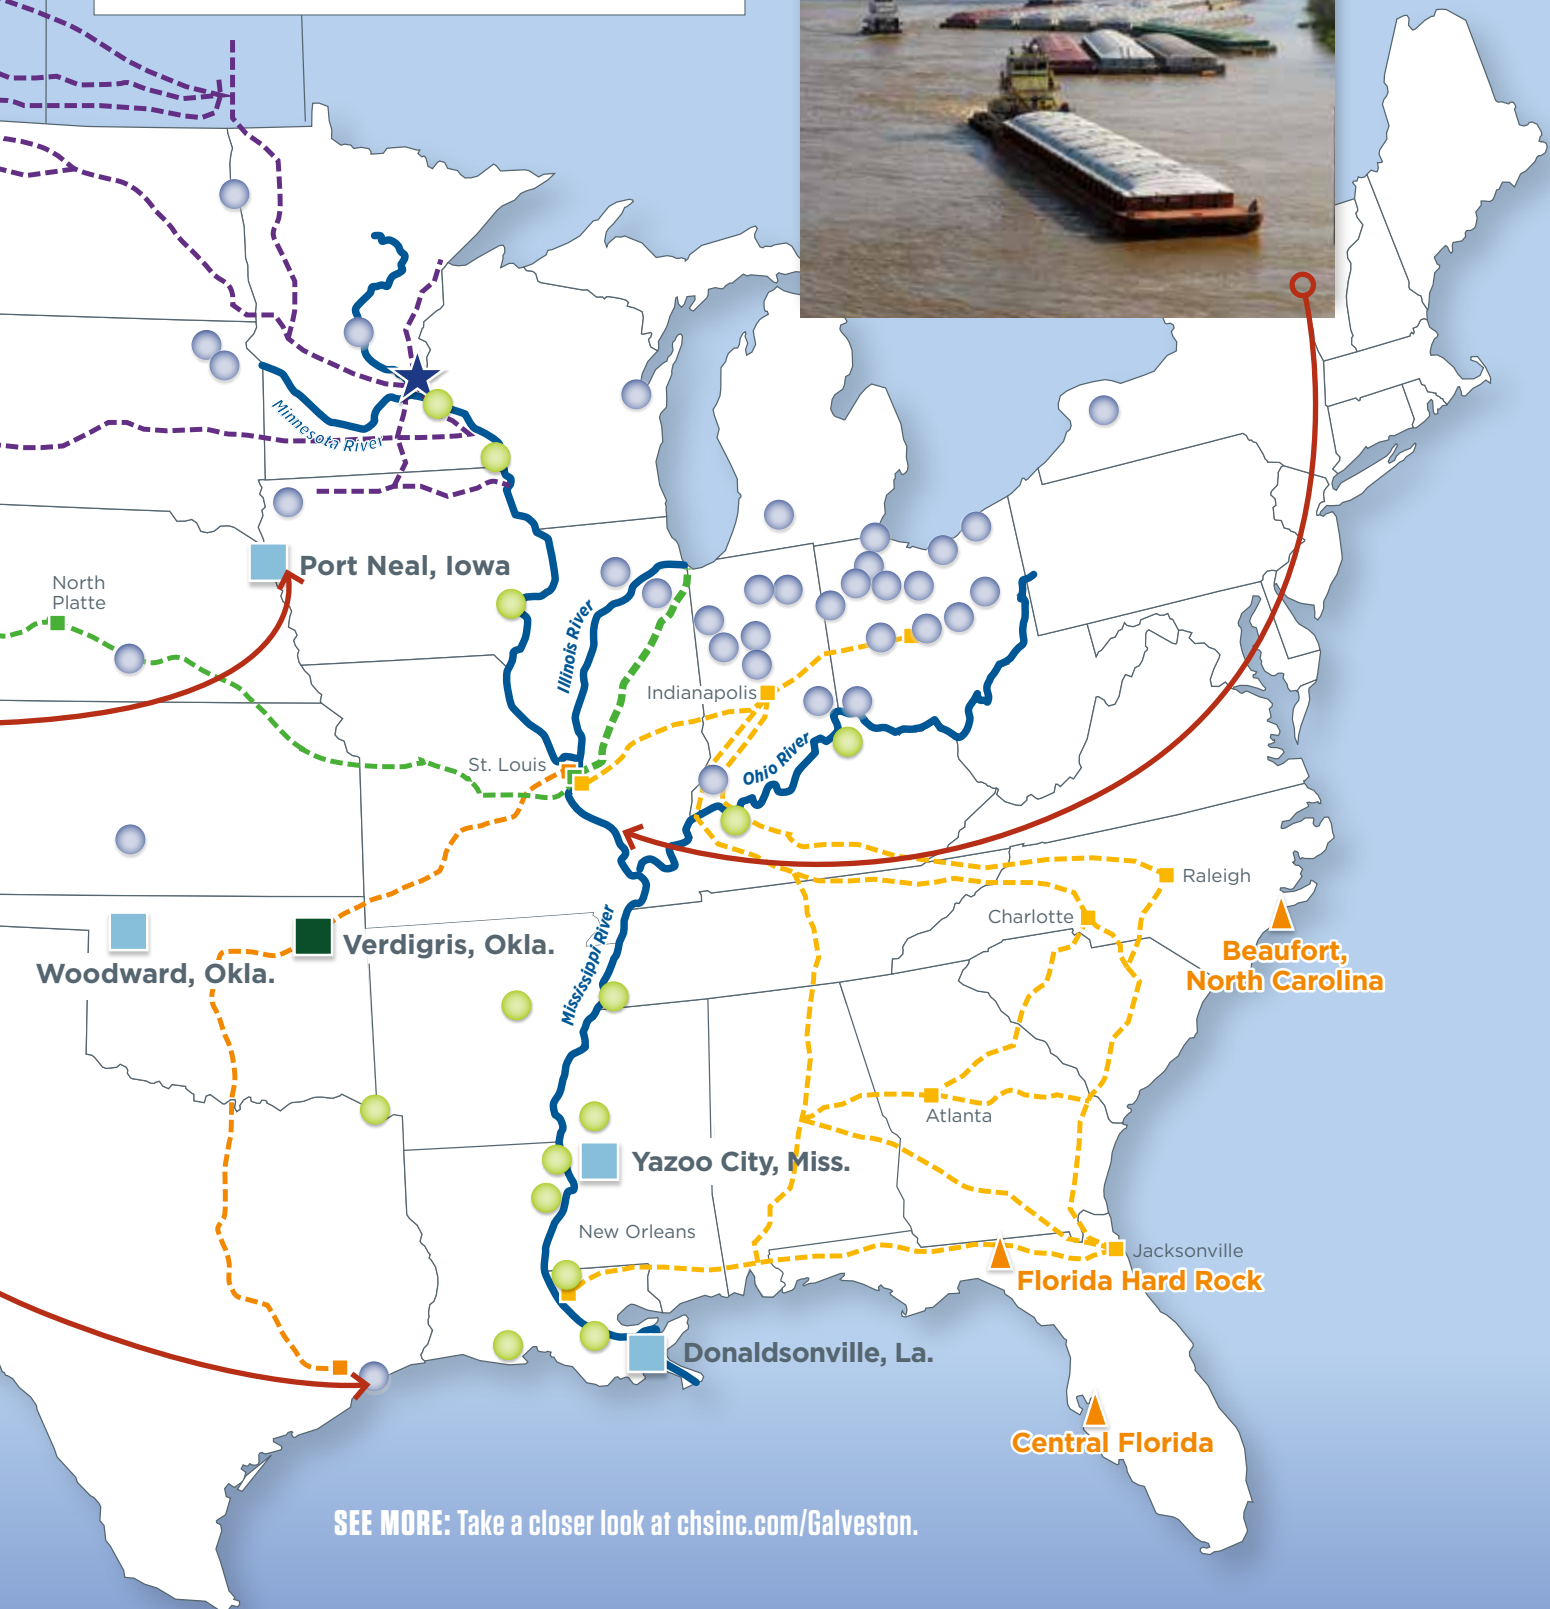 Minnesota River
Port Neal, Iowa
North
Platte
Illinois River
Indianapolis
St. Louis
Ohio River
Raleigh
Charlotte
Mississippi River
Verdigris, Okla.
Woodward, Okla.
Beaufort,
North Carolina
Atlanta
Yazoo City, Miss.
New Orleans
Jacksonville
Florida Hard Rock
Donaldsonville, La.
Central Florida
SEE MORE: Take a closer look at chsinc.com/Galveston.